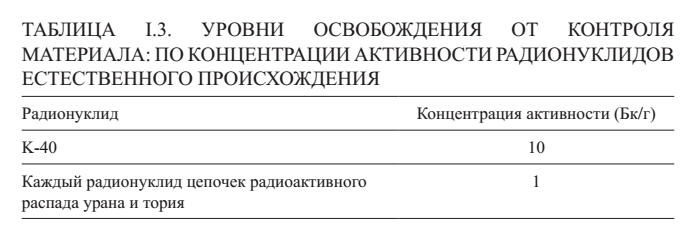 ТАБЛИЦА I.3. УРОВНИ ОСВОБОЖДЕНИЯ ОТ КОНТРОЛЯ
МАТЕРИАЛА: ПО КОНЦЕНТРАЦИИ АКТИВНОСТИ РАДИОНУКЛИДОВ
ЕСТЕСТВЕННОГО ПРОИСХОЖДЕНИЯ
Радионуклид Концентрация активности (Бк/г)
K-40 10
Каждый радионуклид цепочек радиоактивного 1
распада урана и тория